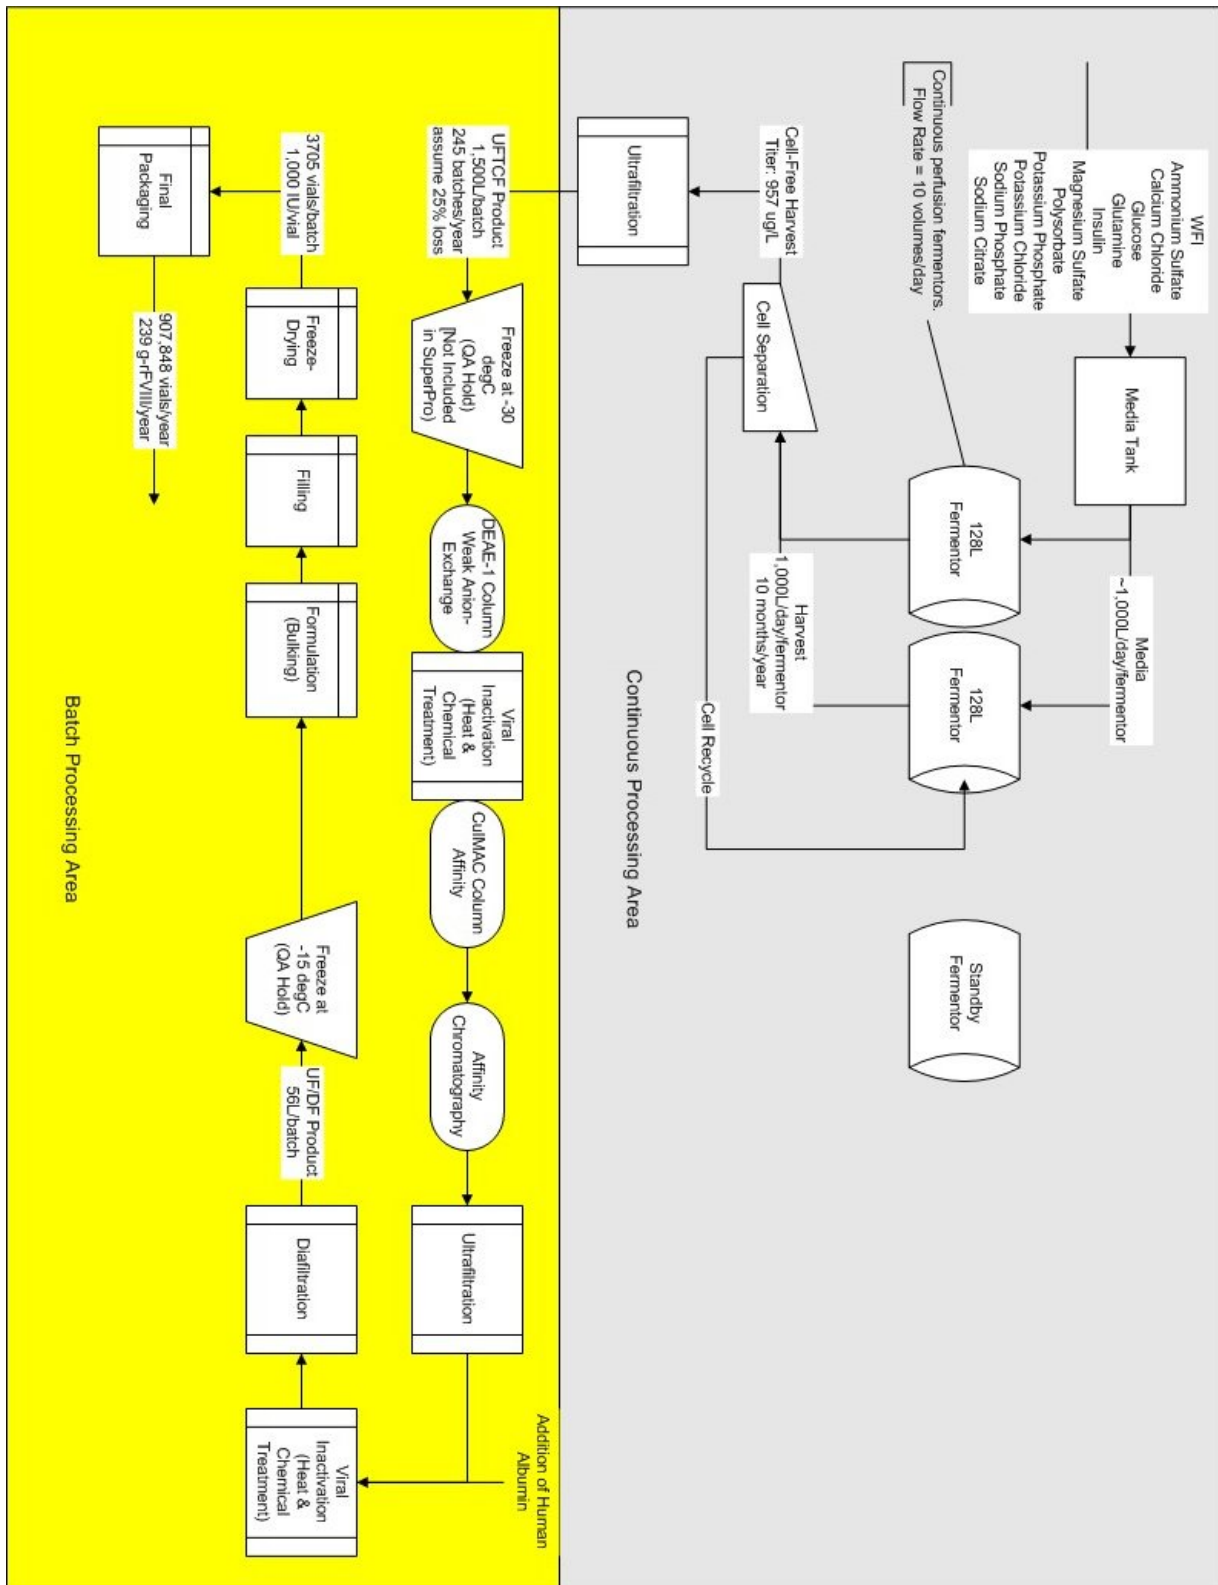 WFI
Ammonium Sulfate
Calcium Chloride
Glucose
Glutamine
Insulin
Magnesium Sulfate
Polysorbate
Potassium Phosphate
Potassium Chloride
Sodium Phosphate
Sodium Citrate
Media Tank
Media
~1,000L/day/fermentor
Continuous perfusion fermentors.
Flow Rate = 10 volumes/day
128L
Fermentor
128L
Fermentor
Standby
Fermentor
Cell-Free Harvest
Titer: 957 ug/L
Cell Separation
Harvest
1,000L/day/fermentor
10 months/year
Cell Recycle
Ultrafiltration
Continuous Processing Area
UFTCF Product
1,500L/batch
245 batches/year
assume 25% loss
Freeze at -30
degC
(QA Hold)
[Not Included
in SuperPro)
DEAE-1 Column
Weak Anion-
Exchange
Viral
Inactivation
(Heat &
Chemical
Treatment)
CuIMAC Column
Affinity
Affinity
Chromatography
Ultrafiltration
Addition of Human
Albumin
3705 vials/batch
1,000 IU/vial
Freeze-
Drying
Filling
Formulation
(Bulking)
Freeze at
-15 degC
(QA Hold)
UF/DF Product
56L/batch
Diafiltration
Viral
Inactivation
(Heat &
Chemical
Treatment)
Final
Packaging
907,848 vials/year
239 g-rFVIII/year
Batch Processing Area